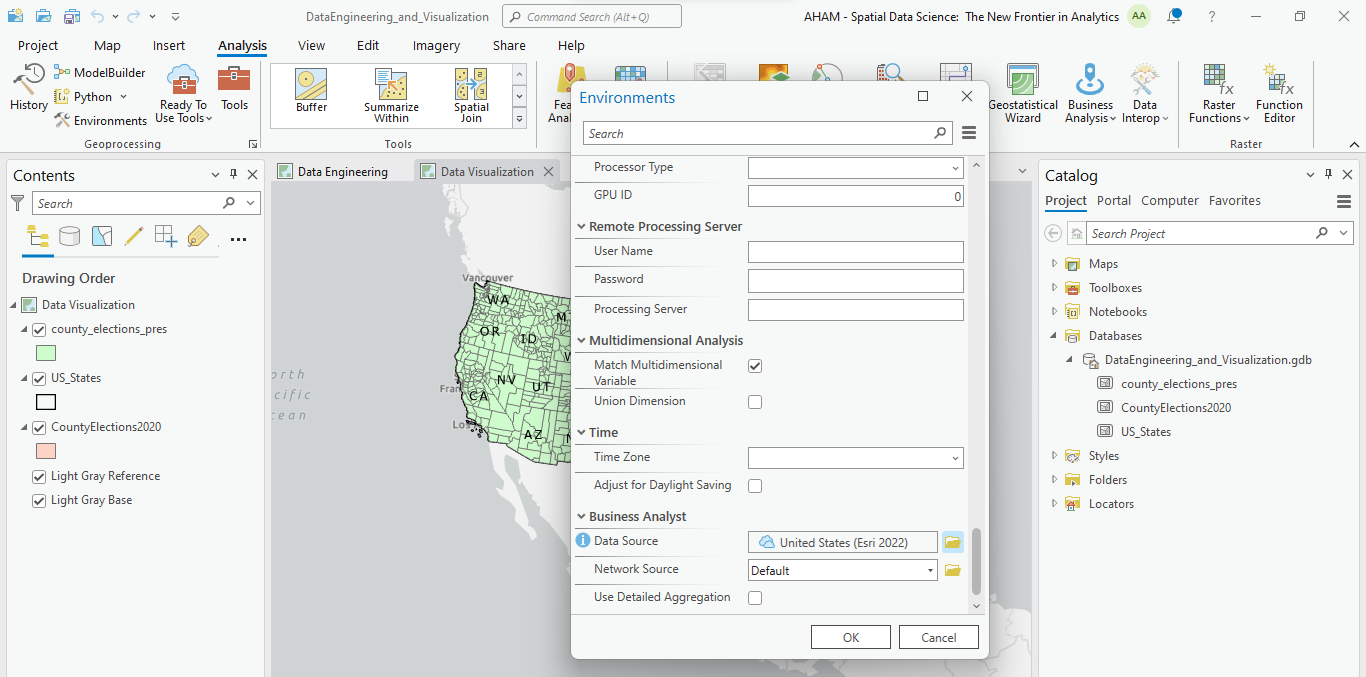 DataEngineering_and_Visualization
Command Search (Alt+Q)
AHAM - Spatial Data Science: The New Frontier in Analytics
AA
?
Project
Map
Insert
Analysis
View
Edit
Imagery
Share
Help
History
ModelBuilder
Python
Environments
Ready To
Use Tools
Tools
Geoprocessing
Buffer
Summarize
Within
Spatial
Join
Tools
Geostatistical
Wizard
Business
Analysis
Data
Interop
Raster
Functions
Function
Editor
Raster
Contents
Search
Drawing Order
Data Visualization
county_elections_pres
US_States
CountyElections2020
Light Gray Reference
Light Gray Base
Data Engineering
Data Visualization
Vancouver
WA
OR
ID
NV
UT
CA
AZ
Environments
Search
Processor Type
GPU ID
0
Remote Processing Server
User Name
Password
Processing Server
Multidimensional Analysis
Match Multidimensional
Variable
Union Dimension
Time
Time Zone
Adjust for Daylight Saving
Business Analyst
Data Source
United States (Esri 2022)
Network Source
Default
Use Detailed Aggregation
OK
Cancel
Catalog
Project
Portal
Computer
Favorites
Search Project
Maps
Toolboxes
Notebooks
Databases
DataEngineering_and_Visualization.gdb
county_elections_pres
CountyElections2020
US_States
Styles
Folders
Locators